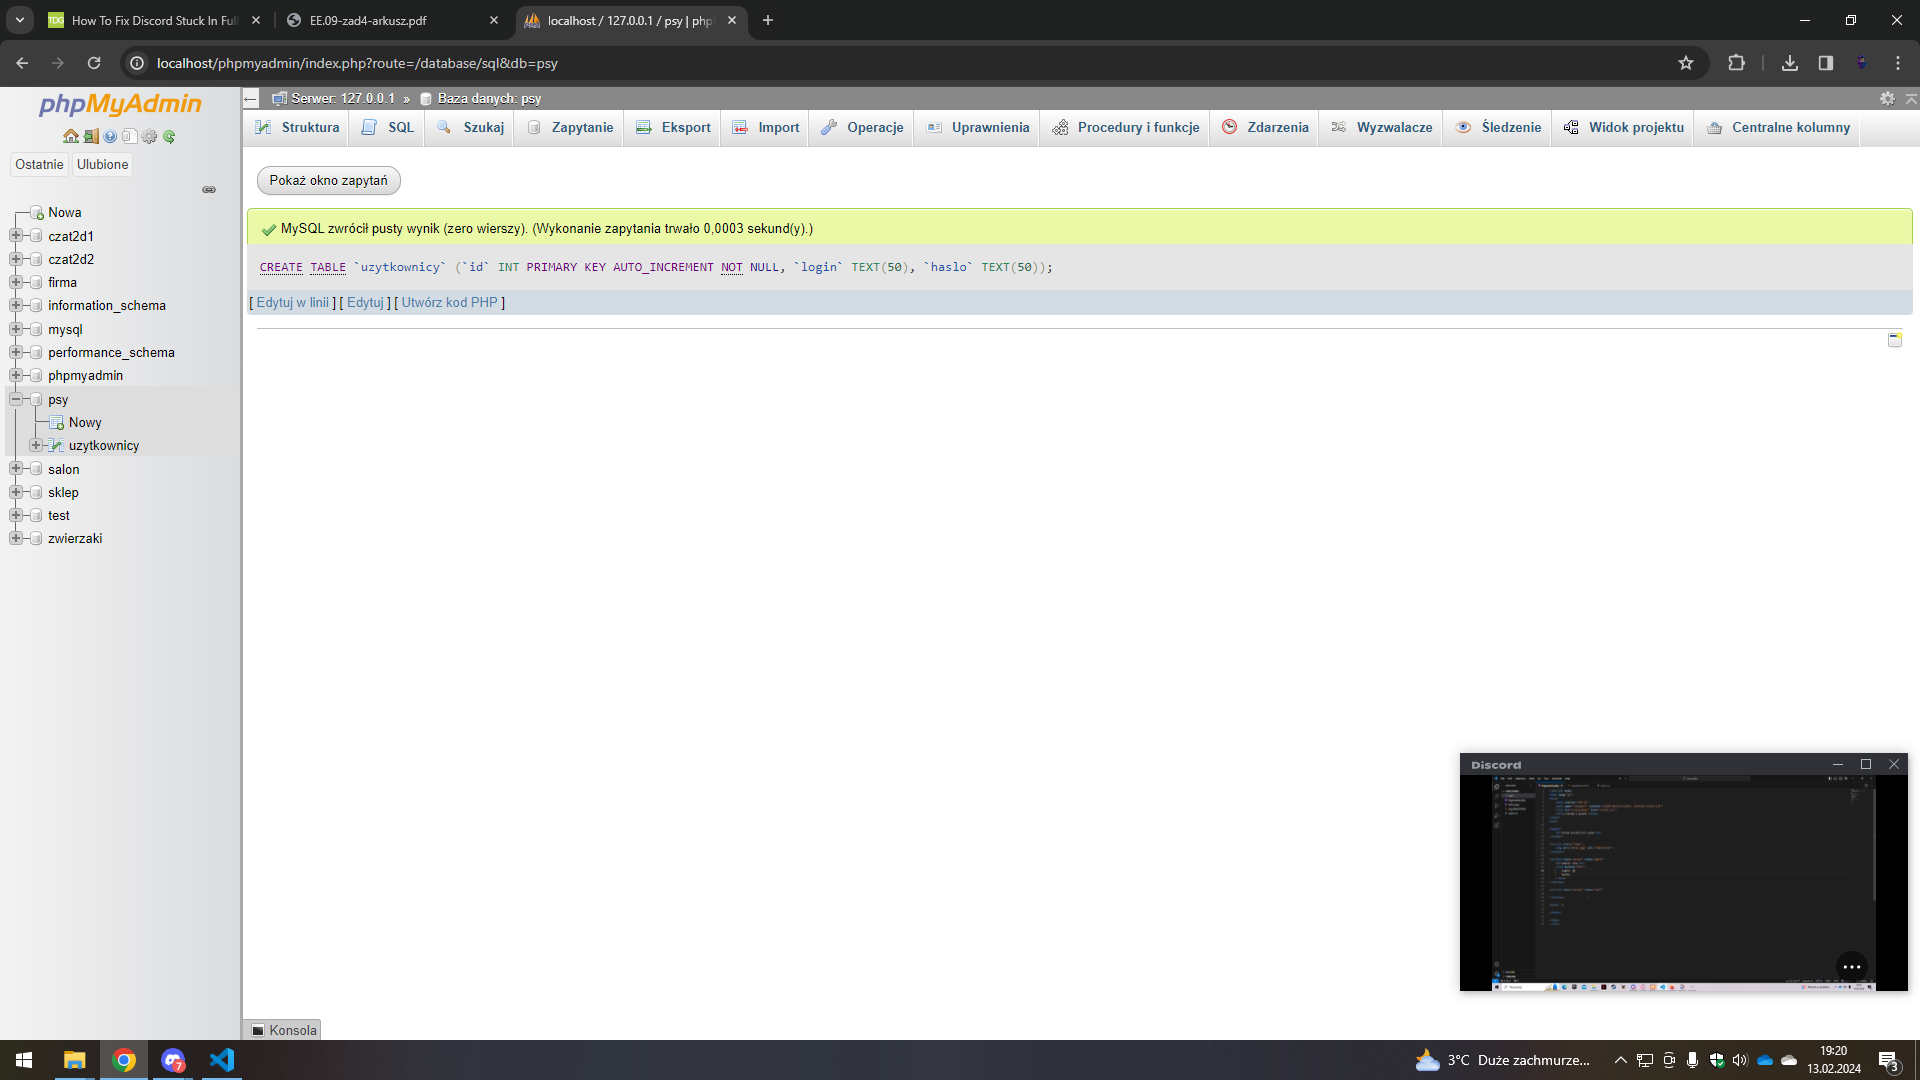 How To Fix Discord Stuck In Full
EE.09-zad4-arkusz.pdf
localhost / 127.0.0.1 / psy | php
localhost/phpmyadmin/index.php?route=/database/sql&db=psy
phpMyAdmin
Ostatnie
Ulubione
Nowa
czat2d1
czat2d2
firma
information_schema
mysql
performance_schema
phpmyadmin
psy
Nowy
uzytkownicy
salon
sklep
test
zwierzaki
Serwer: 127.0.0.1 » Baza danych: psy
Struktura
SQL
Szukaj
Zapytanie
Eksport
Import
Operacje
Uprawnienia
Procedury i funkcje
Zdarzenia
Wyzwalacze
Śledzenie
Widok projektu
Centralne kolumny
Pokaż okno zapytań
MySQL zwrócił pusty wynik (zero wierszy). (Wykonanie zapytania trwało 0,0003 sekund(y).)
CREATE TABLE `uzytkownicy` (`id` INT PRIMARY KEY AUTO_INCREMENT NOT NULL, `login` TEXT(50), `haslo` TEXT(50));
[ Edytuj w linii ] [ Edytuj ] [ Utwórz kod PHP ]
Discord
Konsola
7
3°C Duże zachmurze...
19:20
13.02.2024
3